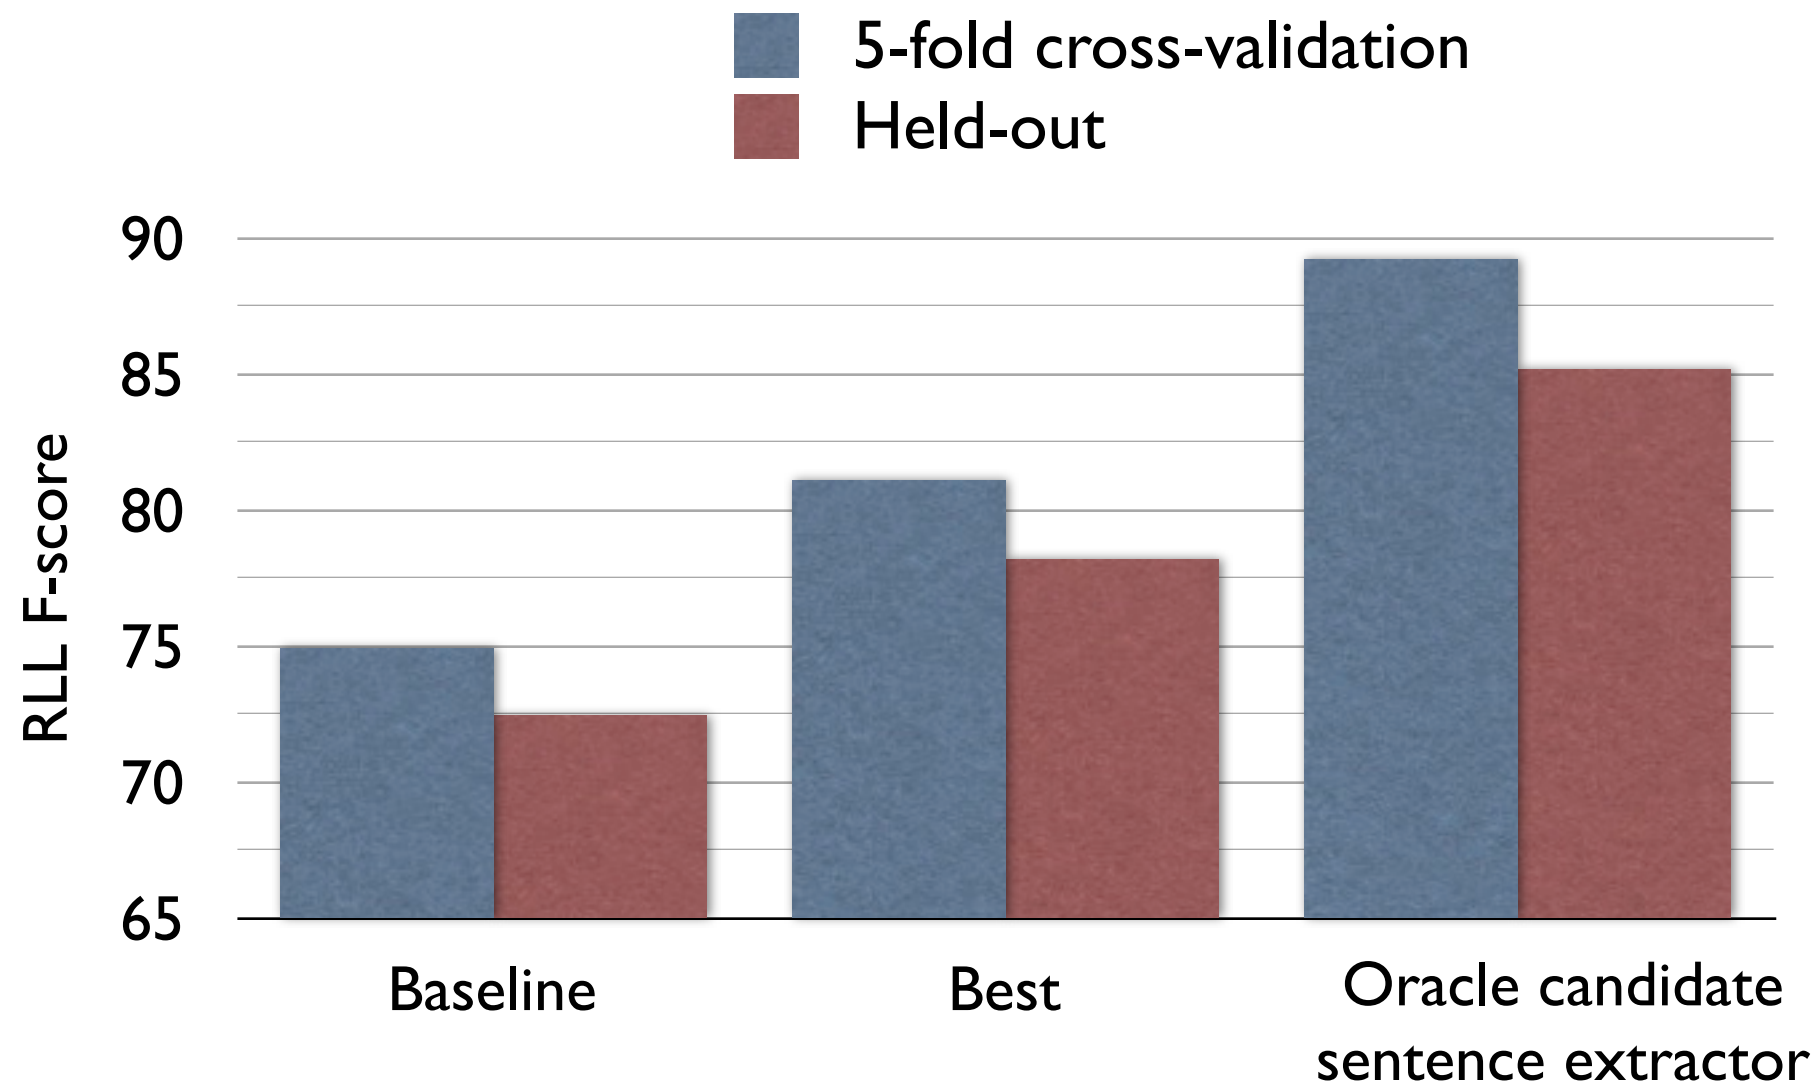 5-fold cross-validation
Held-out
90
85
80
75
70
65
RLL F-score
Baseline
Best
Oracle candidate
sentence extractor